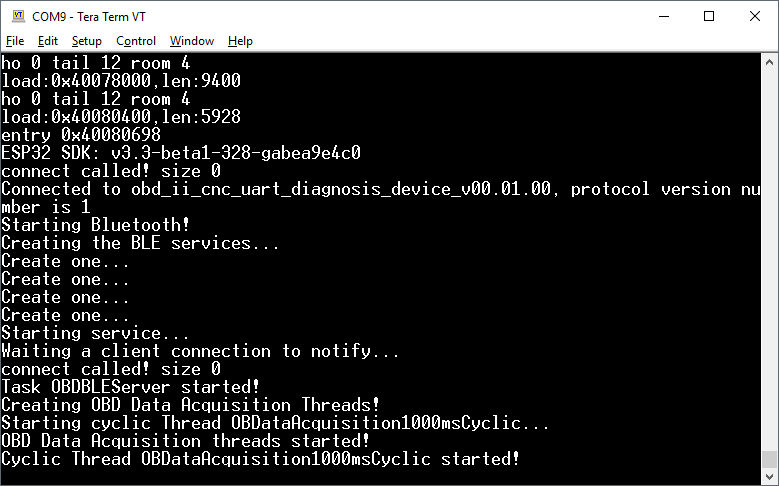 COM9 - Tera Term VT
File Edit Setup Control Window Help
ho 0 tail 12 room 4
load:0x40078000,len:9400
ho 0 tail 12 room 4
load:0x40080400,len:5928
entry 0x40080698
ESP32 SDK: v3.3-beta1-328-gabea9e4c0
connect called! size 0
Connected to obd_ii_cnc_uart_diagnosis_device_v00.01.00, protocol version nu
mber is 1
Starting Bluetooth!
Creating the BLE services...
Create one...
Create one...
Create one...
Create one...
Starting service...
Waiting a client connection to notify...
connect called! size 0
Task OBDBLEServer started!
Creating OBD Data Acquisition Threads!
Starting cyclic Thread OBDataAcquisition1000msCyclic...
OBD Data Acquisition threads started!
Cyclic Thread OBDataAcquisition1000msCyclic started!